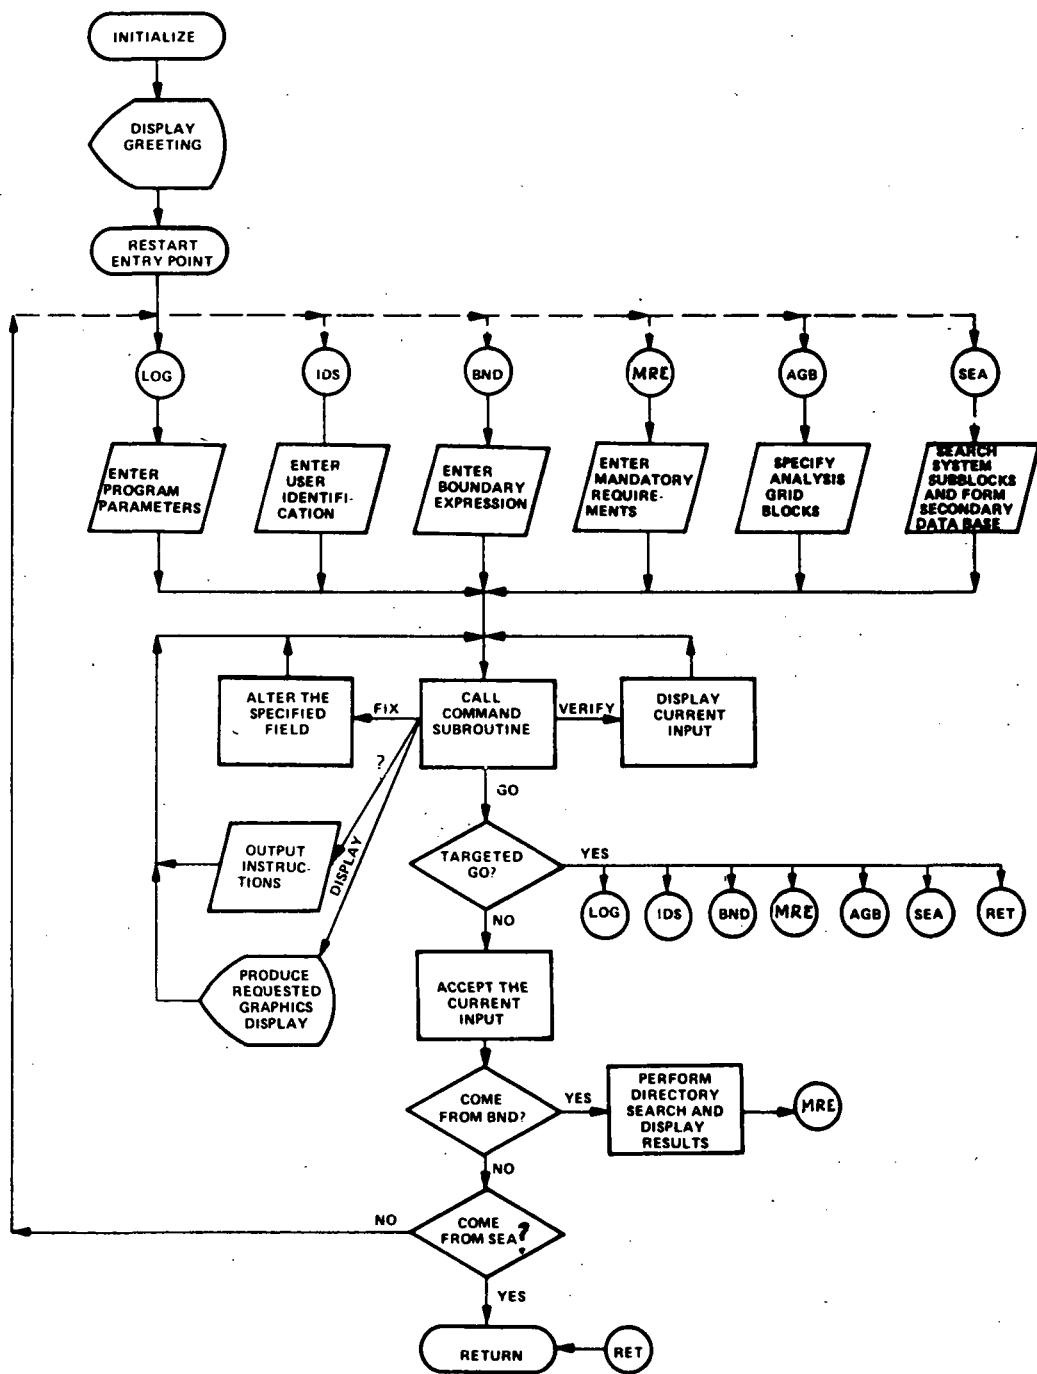 INITIALIZE
DISPLAY
GREETING
RESTART
ENTRY POINT
LOG
IDS
BND
MRE
AGB
SEA
ENTER
PROGRAM
PARAMETERS
ENTER
USER
IDENTIFI-
CATION
ENTER
BOUNDARY
EXPRESSION
ENTER
MANDATORY
REQUIRE-
MENTS
SPECIFY
ANALYSIS
GRID
BLOCKS
SEARCH
SYSTEM
SUBBLOCKS
AND FORM
SECONDARY
DATA BASE
ALTER THE
SPECIFIED
FIELD
FIX
CALL
COMMAND
SUBROUTINE
VERIFY
DISPLAY
CURRENT
INPUT
?
DISPLAY
GO
OUTPUT
INSTRUC-
TIONS
TARGETED
GO?
YES
LOG
IDS
BND
MRE
AGB
SEA
RET
NO
PRODUCE
REQUESTED
GRAPHICS
DISPLAY
ACCEPT THE
CURRENT
INPUT
COME
FROM BND?
YES
PERFORM
DIRECTORY
SEARCH AND
DISPLAY
RESULTS
MRE
NO
COME
FROM SEA?
NO
YES
RETURN
RET